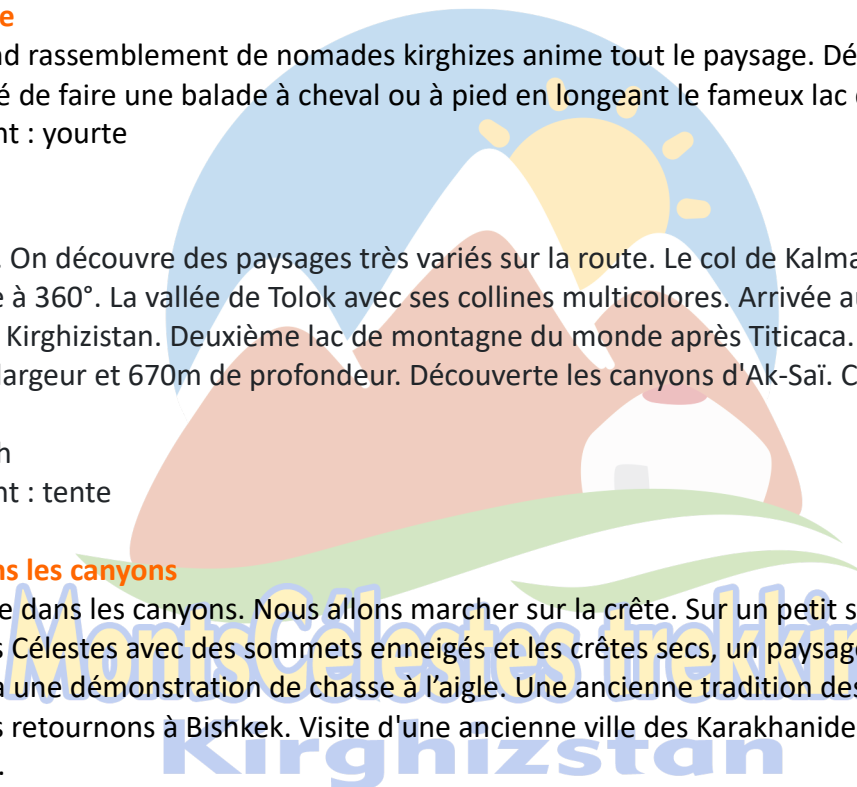 e
nd rassemblement de nomades kirghizes anime tout le paysage. Dé
é de faire une balade à cheval ou à pied en longeant le fameux lac
nt : yourte
. On découvre des paysages très variés sur la route. Le col de Kalma
e à 360°. La vallée de Tolok avec ses collines multicolores. Arrivée au
Kirghizistan. Deuxième lac de montagne du monde après Titicaca.
largeur et 670m de profondeur. Découverte les canyons d'Ak-Saï. C
h
nt : tente
ns les canyons
e dans les canyons. Nous allons marcher sur la crête. Sur un petit s
s Célestes avec des sommets enneigés et les crêtes secs, un paysage
a une démonstration de chasse à l’aigle. Une ancienne tradition des
s retournons à Bishkek. Visite d'une ancienne ville des Karakhanide
.
MontsCélestes trekkin
Kirghizstan